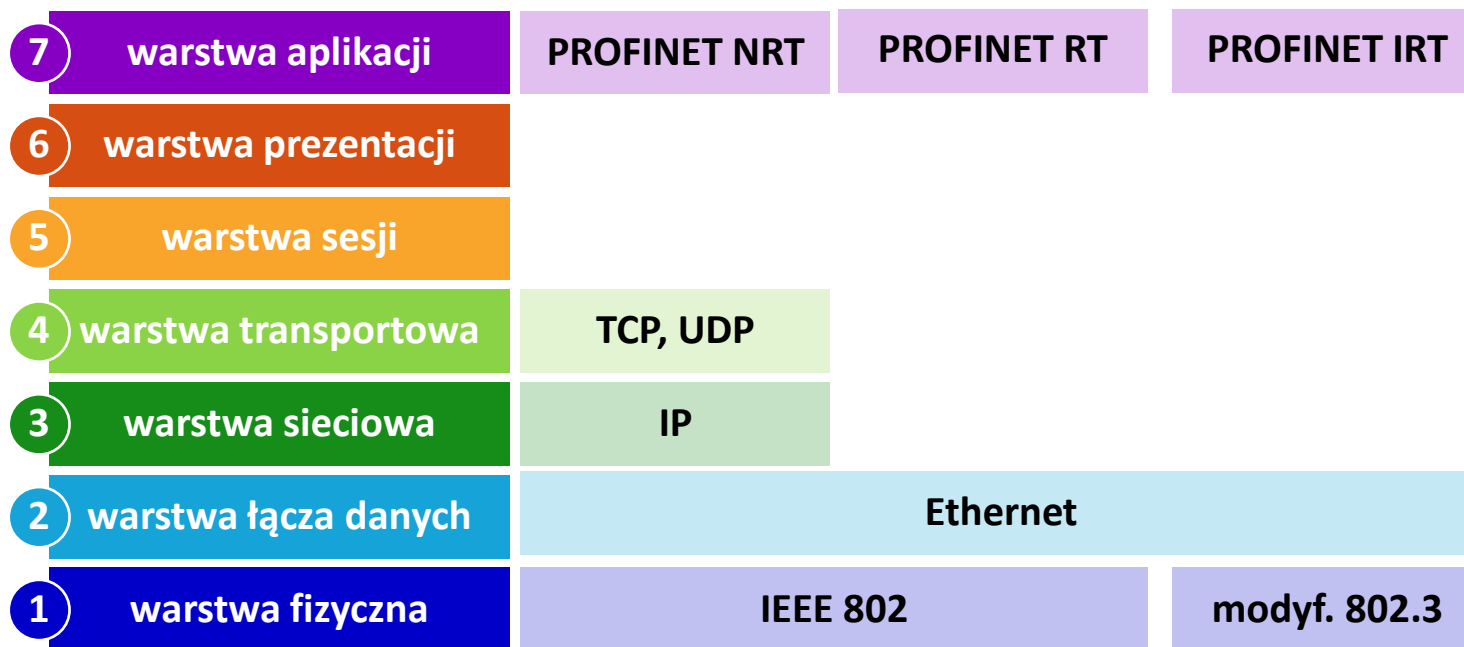 7 warstwa aplikacji PROFINET NRT PROFINET RT PROFINET IRT
6 warstwa prezentacji
5 warstwa sesji
4 warstwa transportowa TCP, UDP
3 warstwa sieciowa IP
2 warstwa łącza danych Ethernet
1 warstwa fizyczna IEEE 802 modyf. 802.3